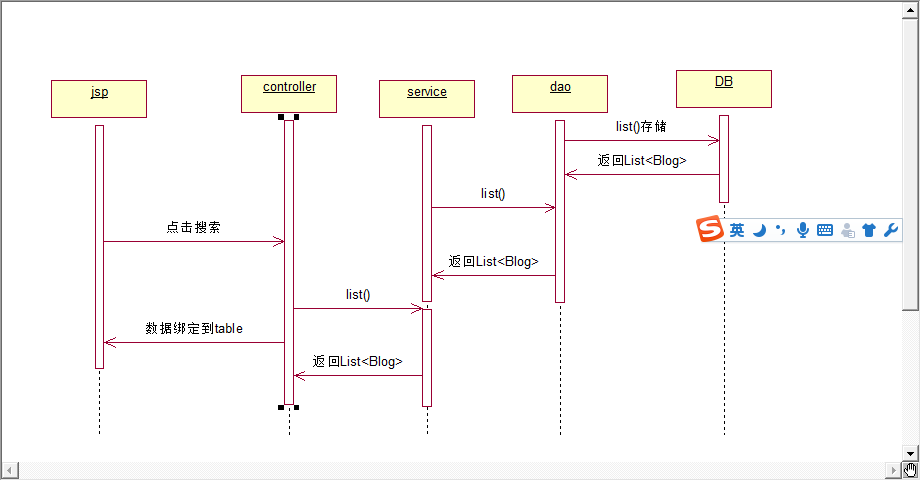 jsp
controller
service
dao
DB
list()存储
返回List<Blog>
list()
点击搜索
返回List<Blog>
list()
数据绑定到table
返回List<Blog>
S
英